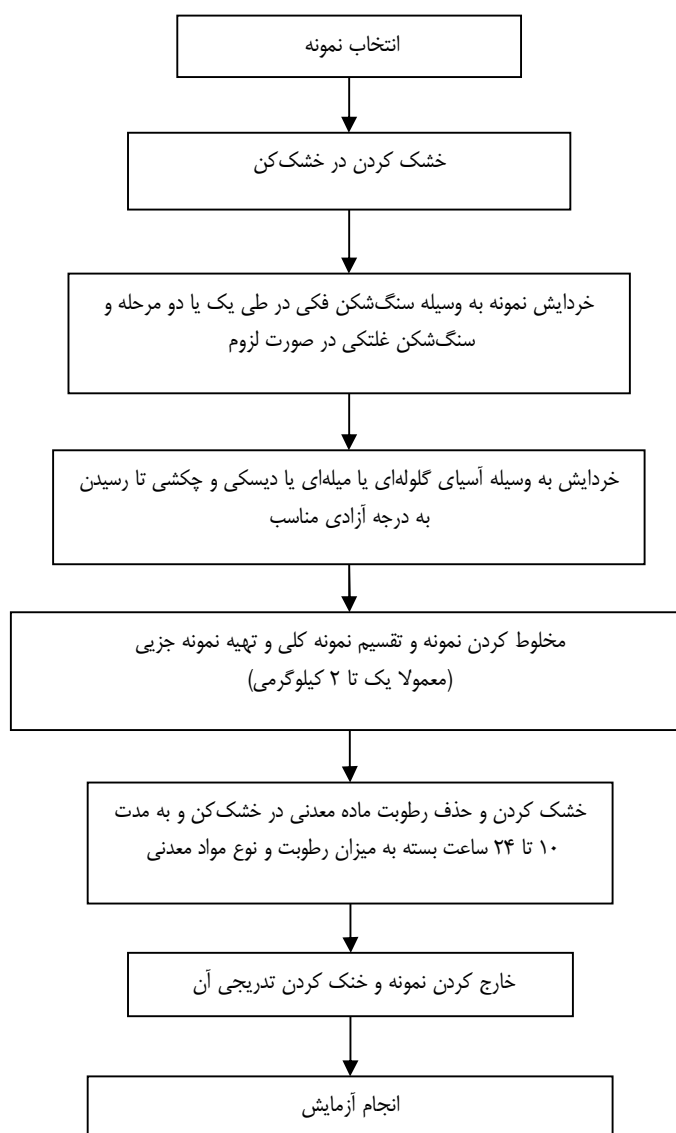 انتخاب نمونه
خشک کردن در خشک‌کن
خردایش نمونه به وسیله سنگ‌شکن فکی در طی یک یا دو مرحله و
سنگ‌شکن غلتکی در صورت لزوم
خردایش به وسیله آسیای گلوله‌ای یا میله‌ای یا دیسکی و چکشی تا رسیدن
به درجه آزادی مناسب
مخلوط کردن نمونه و تقسیم نمونه کلی و تهیه نمونه جزیی
(معمولا یک تا ۲ کیلوگرمی)
خشک کردن و حذف رطوبت ماده معدنی در خشک‌کن و به مدت
۱۰ تا ۲۴ ساعت بسته به میزان رطوبت و نوع مواد معدنی
خارج کردن نمونه و خنک کردن تدریجی آن
انجام آزمایش